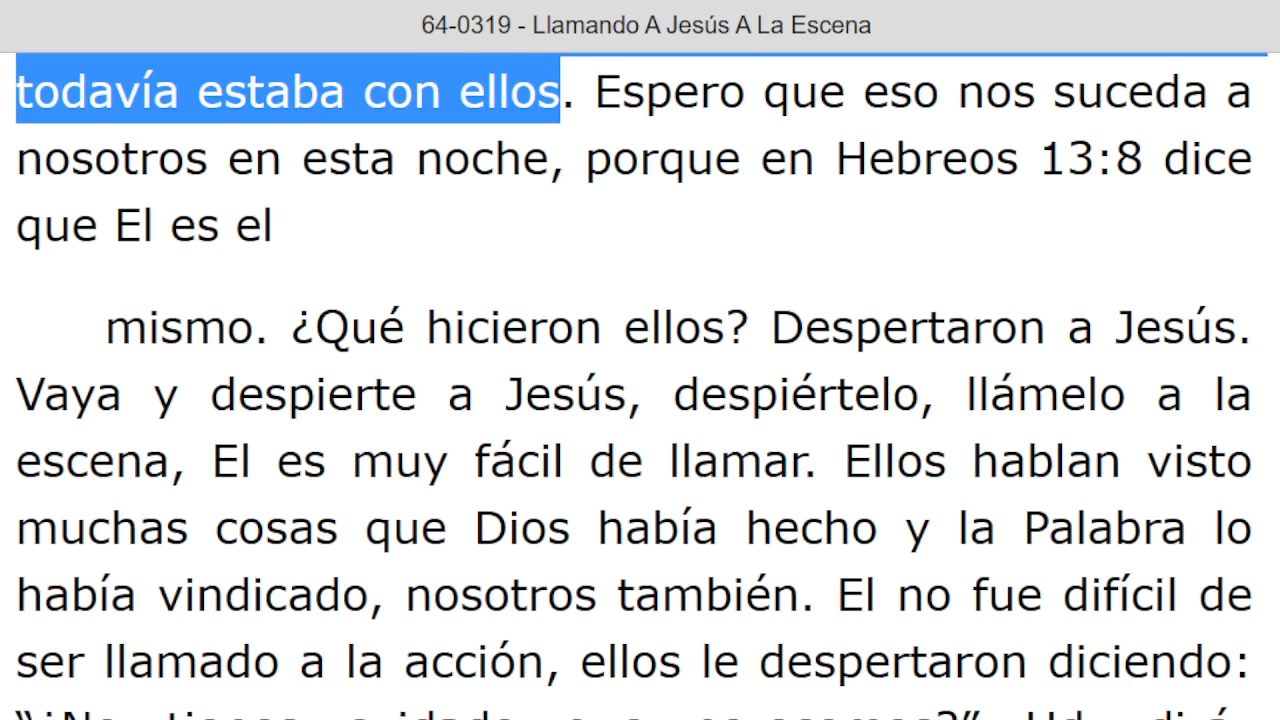 64-0319 - Llamando A Jesús A La Escena
todavía estaba con ellos. Espero que eso nos suceda a
nosotros en esta noche, porque en Hebreos 13:8 dice
que El es el
mismo. ¿Qué hicieron ellos? Despertaron a Jesús.
Vaya y despierte a Jesús, despiértelo, llámelo a la
escena, El es muy fácil de llamar. Ellos hablan visto
muchas cosas que Dios había hecho y la Palabra lo
había vindicado, nosotros también. El no fue difícil de
ser llamado a la acción, ellos le despertaron diciendo: